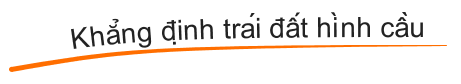 Khẳng định trái đất hình cầu